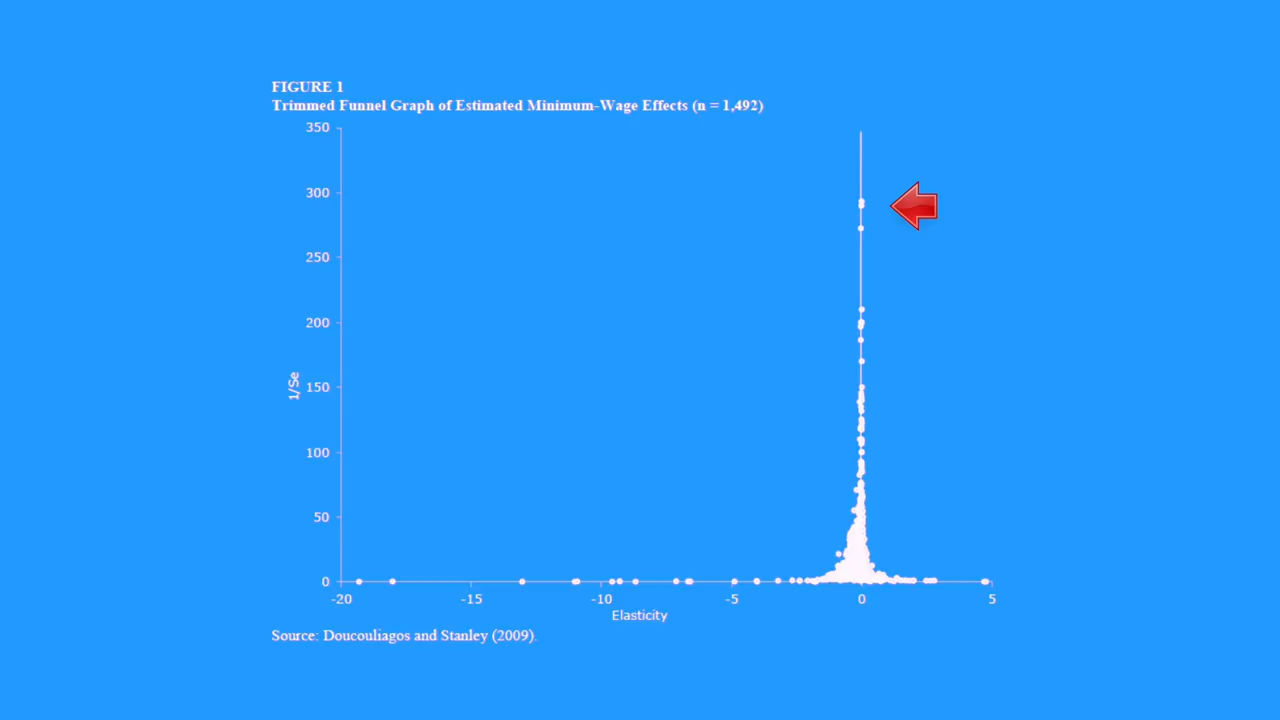 FIGURE 1
Trimmed Funnel Graph of Estimated Minimum-Wage Effects (n = 1,492)
350
300
250
200
150
100
50
0
1/Se
-20 -15 -10 -5 0 5
Elasticity
Source: Doucouliagos and Stanley (2009).